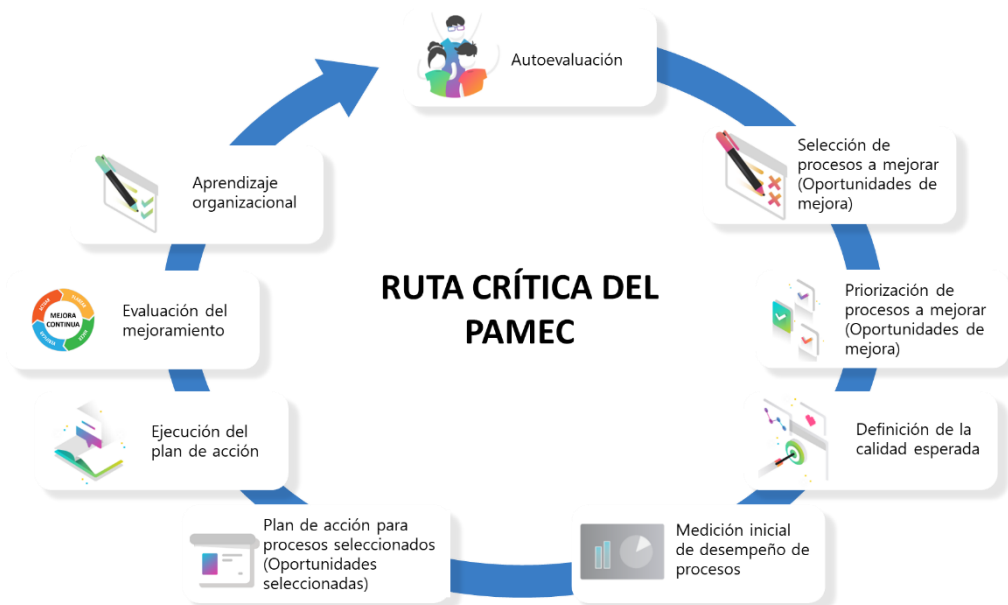 Autoevaluación
Selección de
procesos a mejorar
(Oportunidades de
mejora)
Priorización de
procesos a mejorar
(Oportunidades de
mejora)
Definición de la
calidad esperada
Medición inicial
de desempeño de
procesos
Plan de acción para
procesos seleccionados
(Oportunidades
seleccionadas)
Ejecución del
plan de acción
Evaluación del
mejoramiento
MEJORA
CONTINUA
Aprendizaje
organizacional
RUTA CRÍTICA DEL
PAMEC